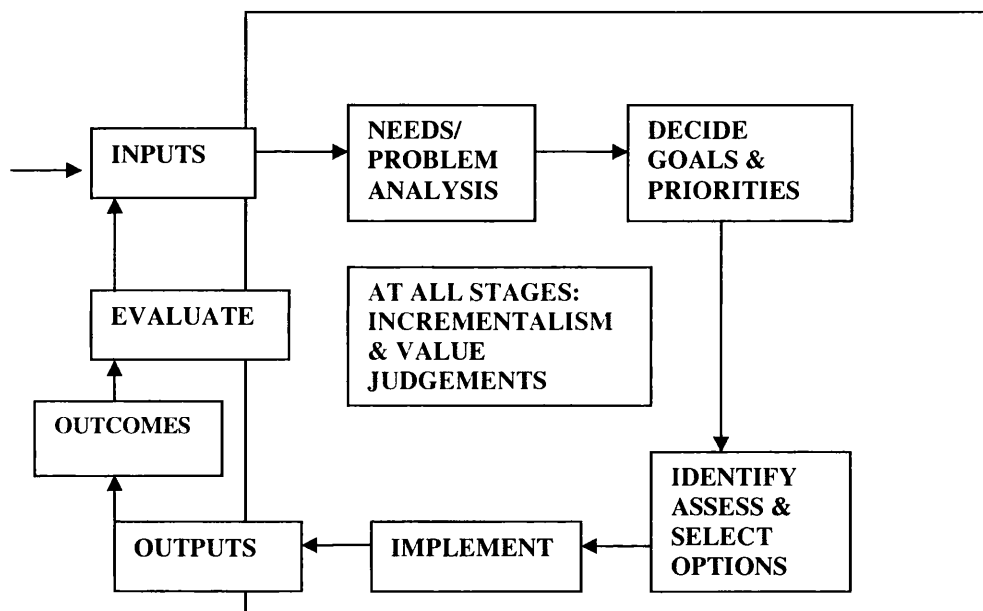 INPUTS
NEEDS/
PROBLEM
ANALYSIS
DECIDE
GOALS &
PRIORITIES
AT ALL STAGES:
INCREMENTALISM
& VALUE
JUDGEMENTS
EVALUATE
OUTCOMES
IDENTIFY
ASSESS &
SELECT
OPTIONS
IMPLEMENT
OUTPUTS